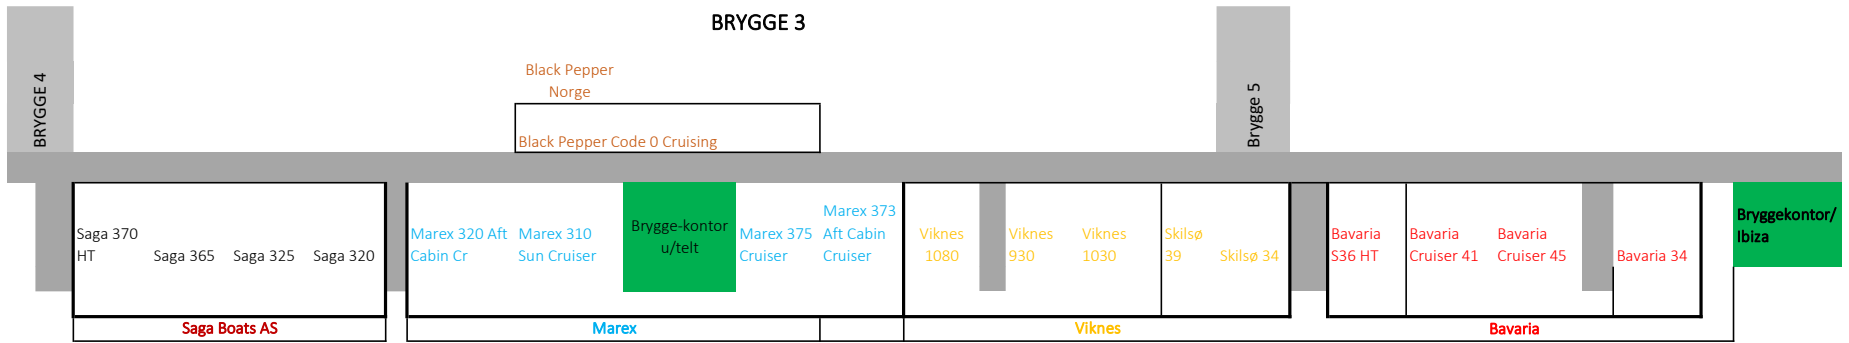 BRYGGE 3
BRYGGE 4
Black Pepper
Norge
Black Pepper Code 0 Cruising
Brygge 5
Saga 370
HT
Saga 365
Saga 325
Saga 320
Marex 320 Aft
Cabin Cr
Marex 310
Sun Cruiser
Brygge-kontor
u/telt
Marex 375
Cruiser
Marex 373
Aft Cabin
Cruiser
Viknes
1080
Viknes
930
Viknes
1030
Skilsø
39
Skilsø 34
Bavaria
S36 HT
Bavaria
Cruiser 41
Bavaria
Cruiser 45
Bavaria 34
Bryggekontor/
Ibiza
Saga Boats AS
Marex
Viknes
Bavaria